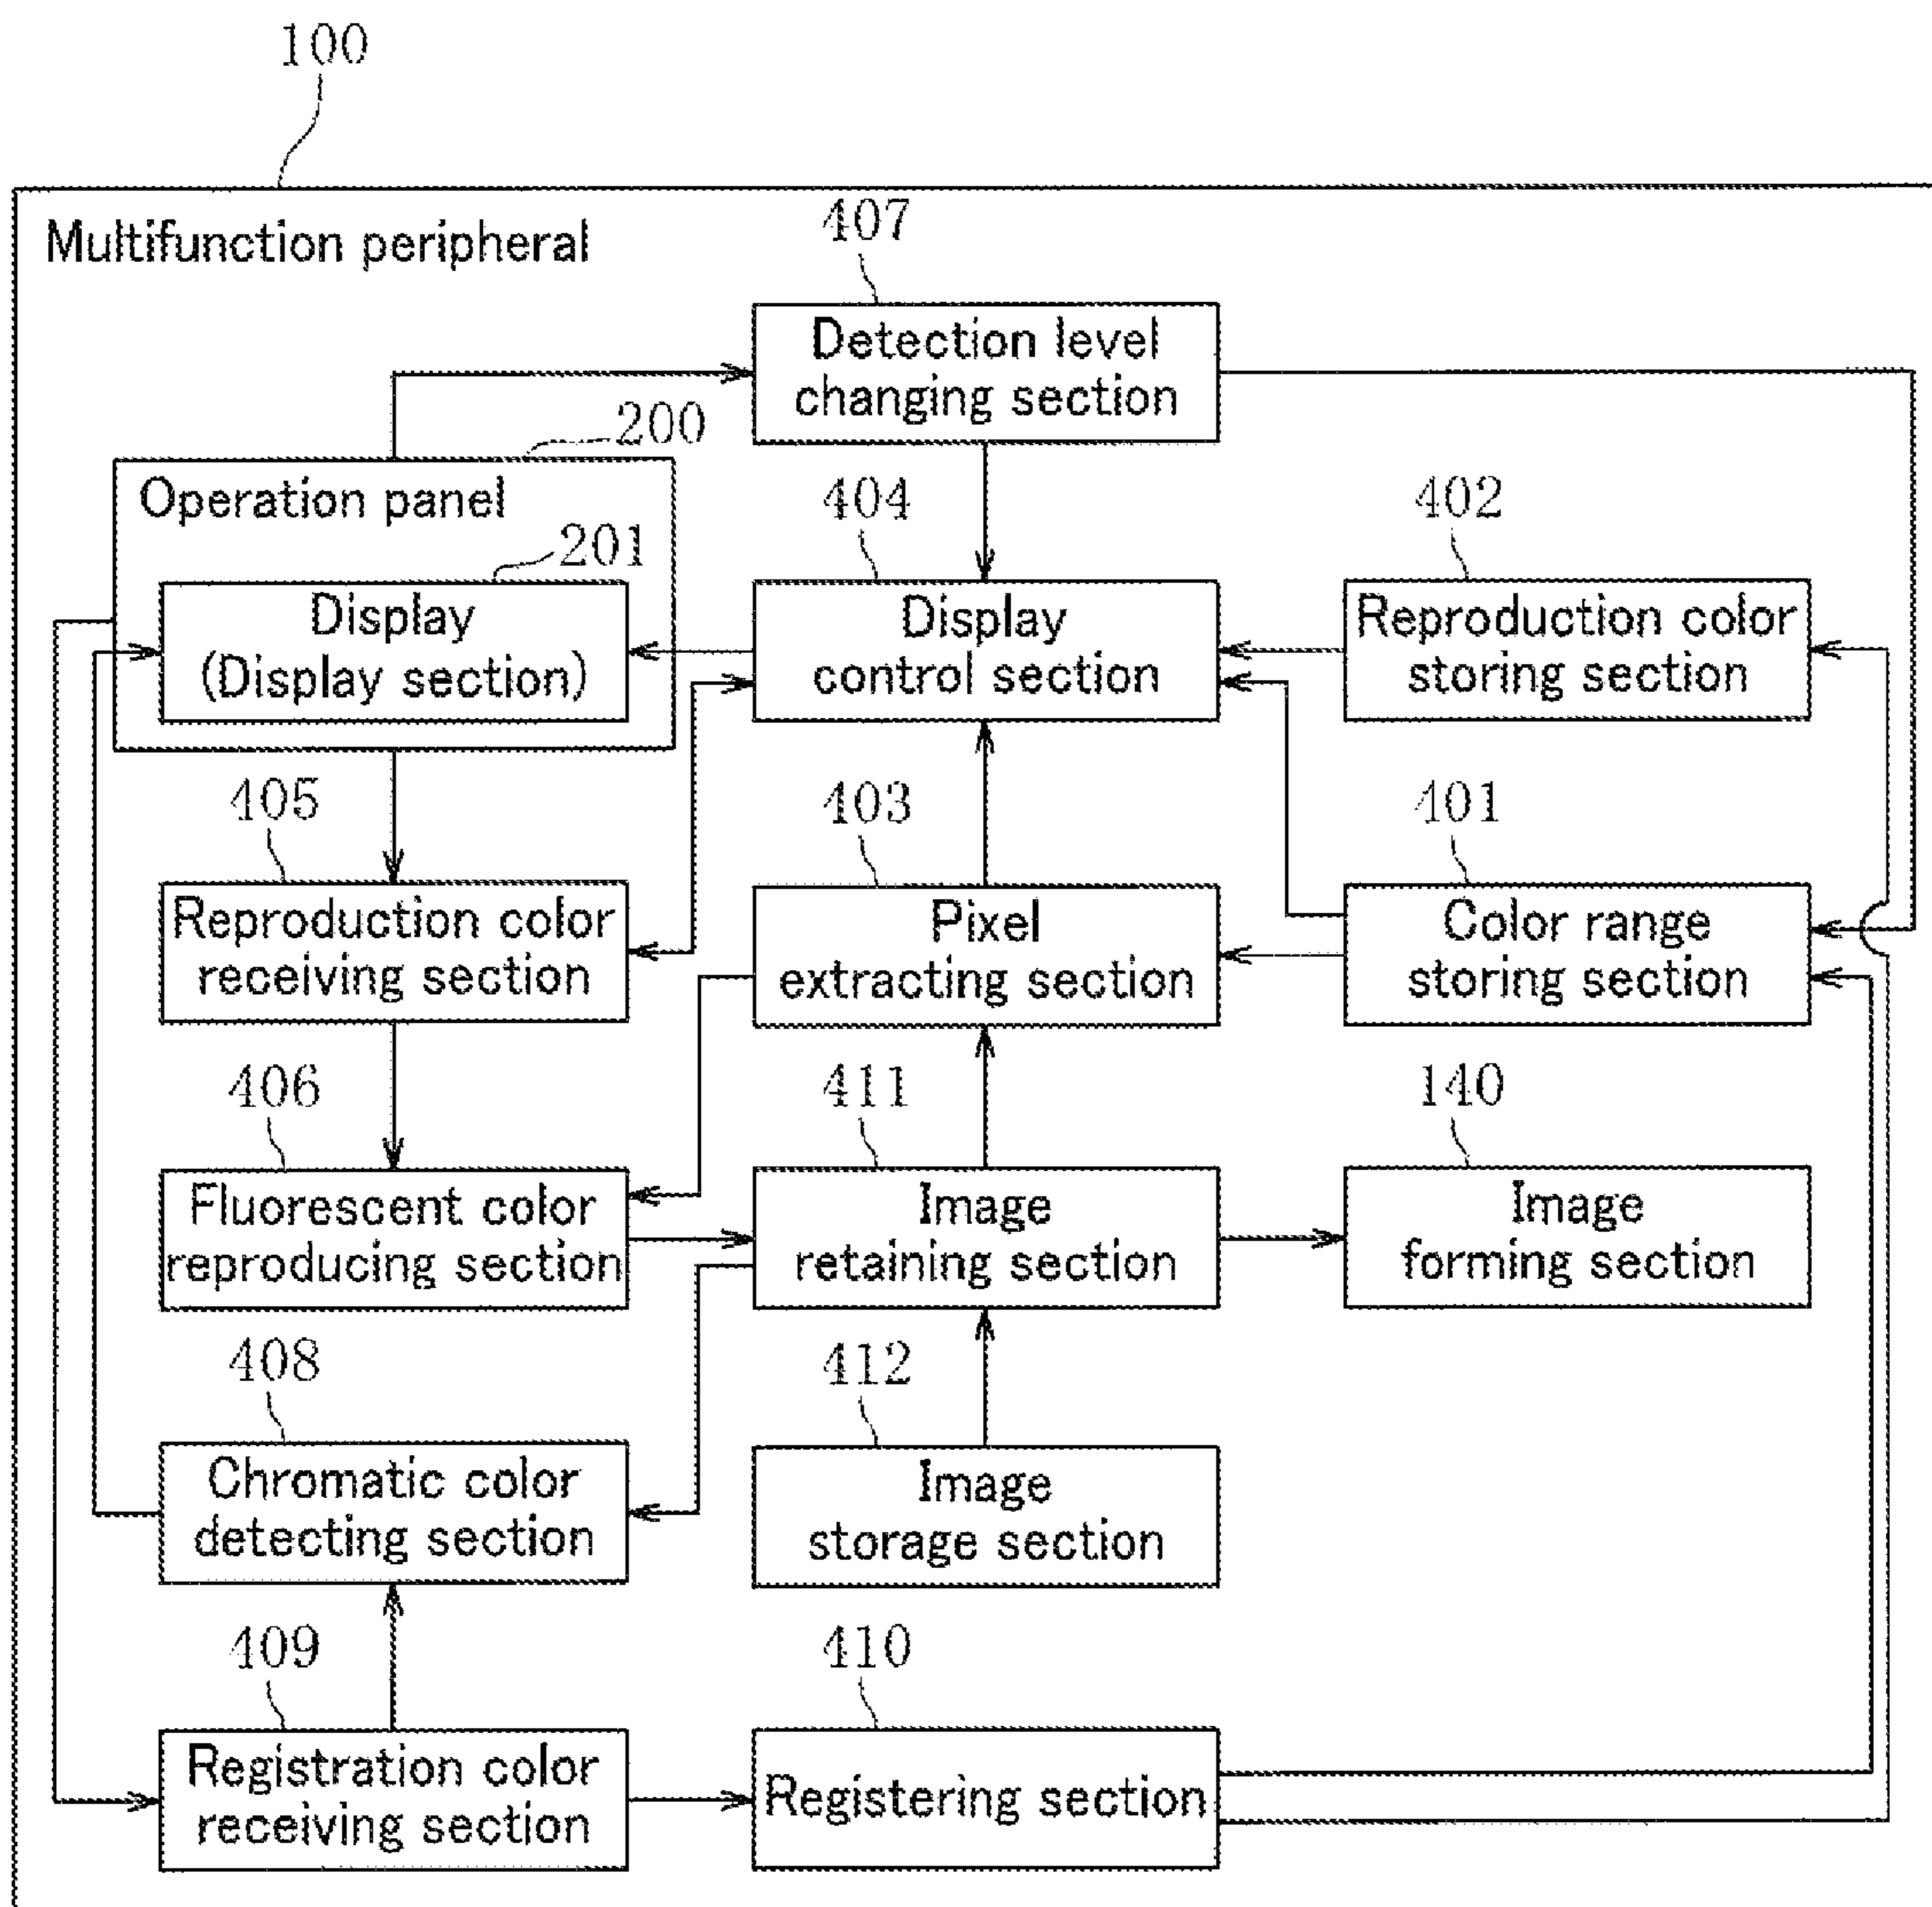 100
Multifunction peripheral
407
Detection level
changing section
200
Operation panel
201
Display
(Display section)
404
Display
control section
402
Reproduction color
storing section
405
Reproduction color
receiving section
403
Pixel
extracting section
401
Color range
storing section
406
Fluorescent color
reproducing section
411
Image
retaining section
140
Image
forming section
408
Chromatic color
detecting section
412
Image
storage section
409
Registration color
receiving section
410
Registering section